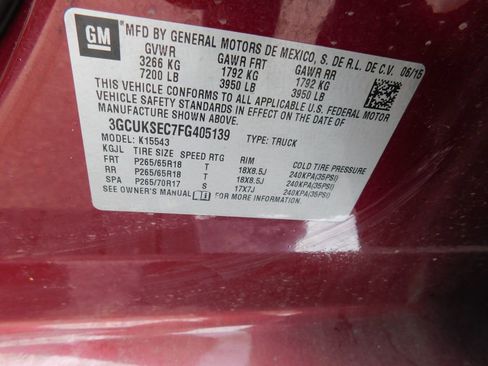 GM
MFD BY GENERAL MOTORS DE MEXICO, S. DE R.L. DE C.V. 06/15
GVWR GAWR FRT GAWR RR
3266 KG 1792 KG 1792 KG
7200 LB 3950 LB 3950 LB
THIS VEHICLE CONFORMS TO ALL APPLICABLE U.S. FEDERAL MOTOR
VEHICLE SAFETY STANDARDS IN EFFECT ON THE DATE OF
MANUFACTURE SHOWN ABOVE.
3GCUKSEC7FG405139 TYPE: TRUCK
MODEL: K15543
KGJL TIRE SIZE SPEED RTG RIM COLD TIRE PRESSURE
FRT P265/65R18 T 18X8.5J 240KPA(35PSI)
RR P265/65R18 T 18X8.5J 240KPA(35PSI)
SPA P265/70R17 S 17X7J 240KPA(35PSI)
SEE OWNER'S MANUAL